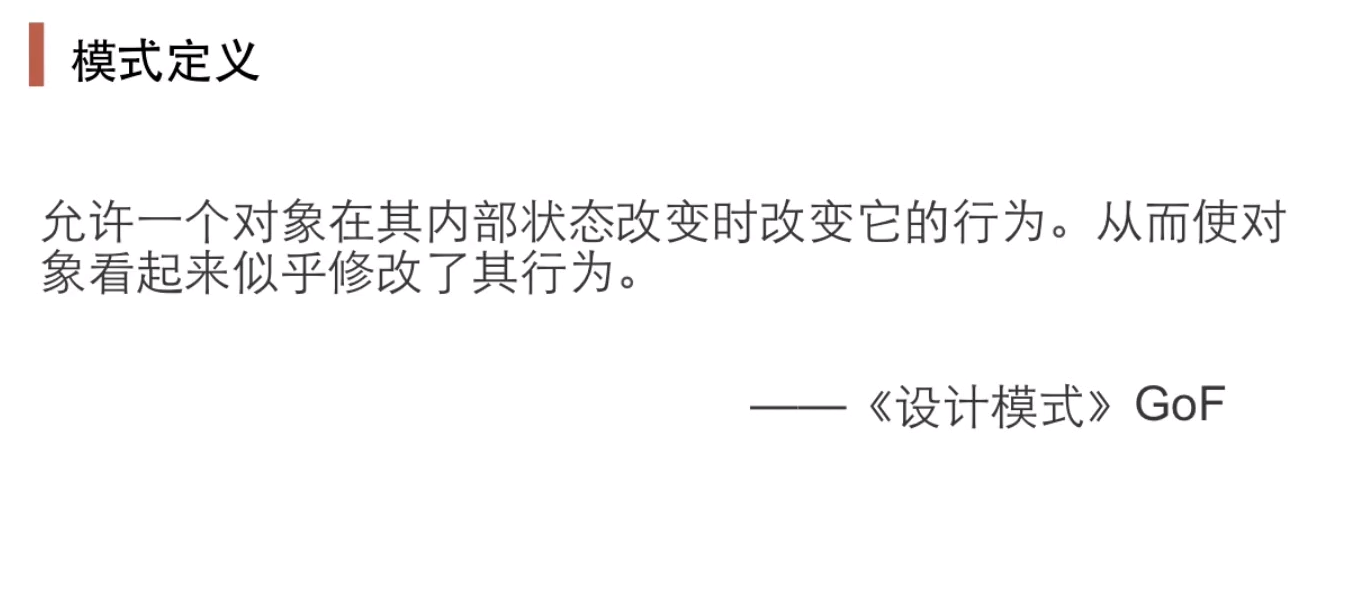 模式定义
允许一个对象在其内部状态改变时改变它的行为。从而使对
象看起来似乎修改了其行为。
——《设计模式》GoF